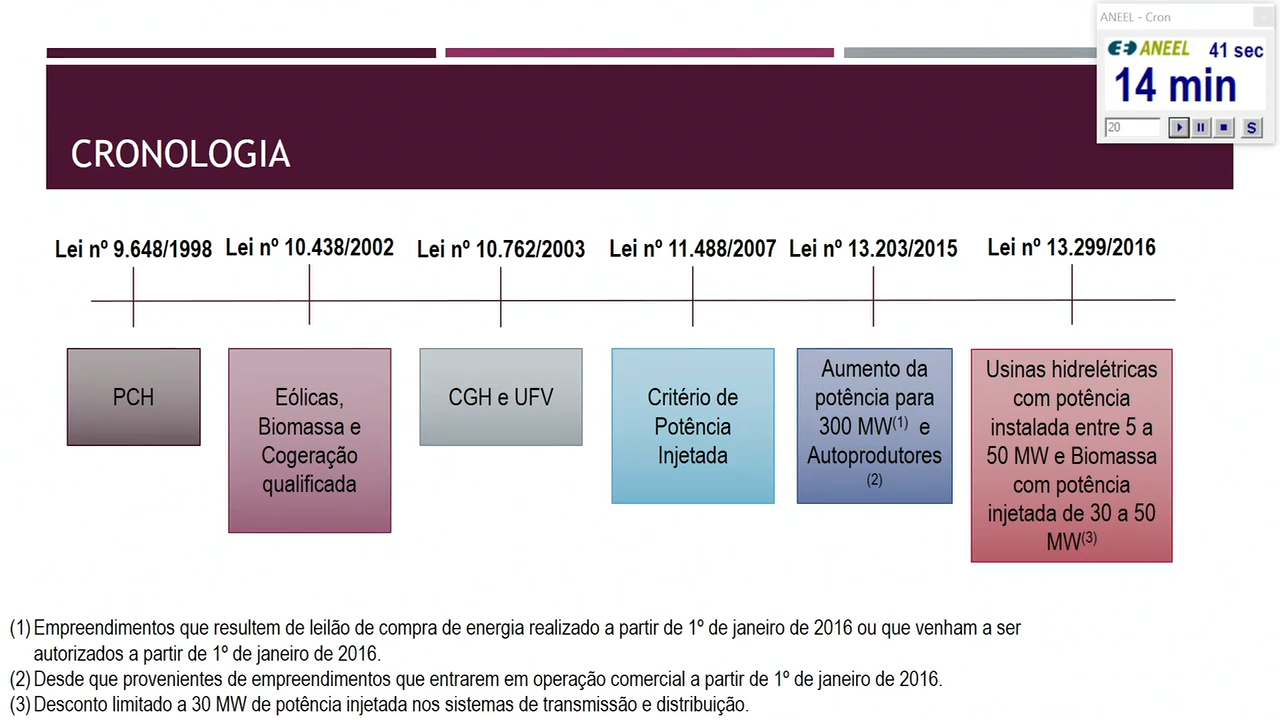 ANEEL - Cron
ANEEL 41 sec
14 min
20
S
CRONOLOGIA
Lei nº 9.648/1998
Lei nº 10.438/2002
Lei nº 10.762/2003
Lei nº 11.488/2007
Lei nº 13.203/2015
Lei nº 13.299/2016
PCH
Eólicas,
Biomassa e
Cogeração
qualificada
CGH e UFV
Critério de
Potência
Injetada
Aumento da
potência para
300 MW(1) e
Autoprodutores
(2)
Usinas hidrelétricas
com potência
instalada entre 5 a
50 MW e Biomassa
com potência
injetada de 30 a 50
MW(3)
(1) Empreendimentos que resultem de leilão de compra de energia realizado a partir de 1º de janeiro de 2016 ou que venham a ser
autorizados a partir de 1º de janeiro de 2016.
(2) Desde que provenientes de empreendimentos que entrarem em operação comercial a partir de 1º de janeiro de 2016.
(3) Desconto limitado a 30 MW de potência injetada nos sistemas de transmissão e distribuição.